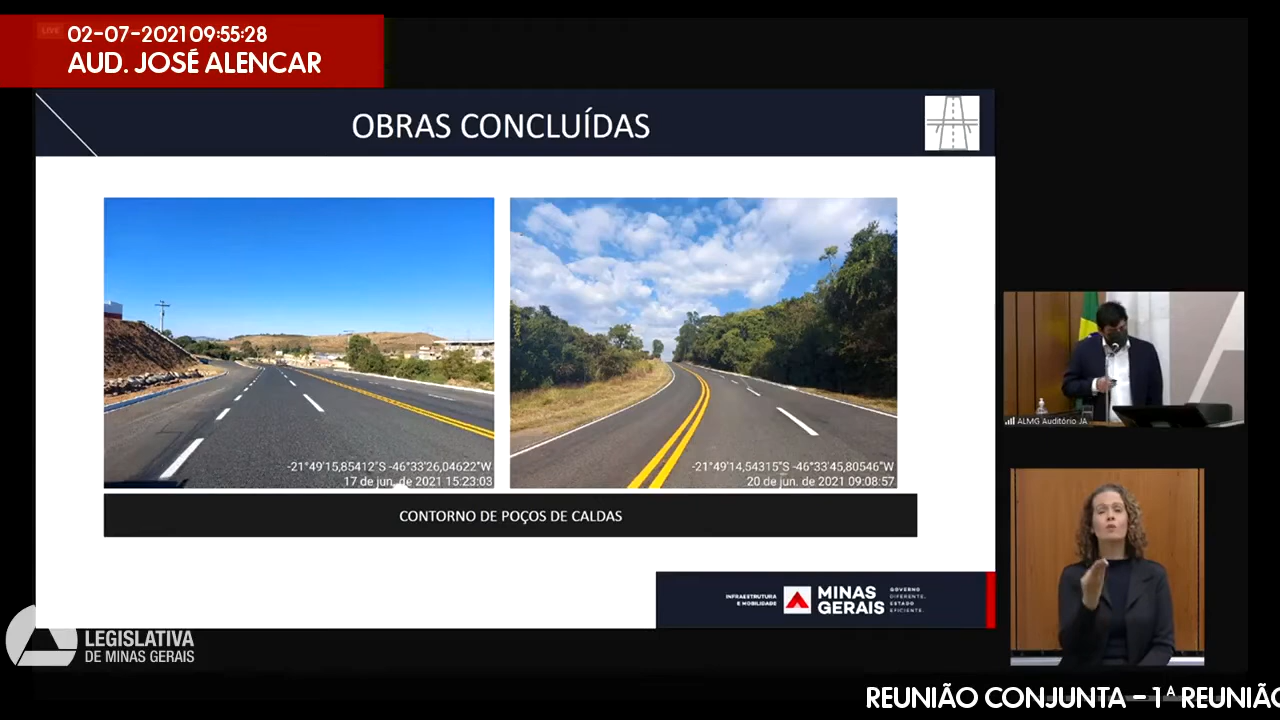 LIVE
02-07-2021 09:55:28
AUD. JOSÉ ALENCAR
OBRAS CONCLUÍDAS
-21°49'15,85412"S -46°33'26,04622"W
17 de jun. de 2021 15:23:03
-21°49'14,54315"S -46°33'45,80546"W
20 de jun. de 2021 09:08:57
CONTORNO DE POÇOS DE CALDAS
INFRAESTRUTURA
E MOBILIDADE
MINAS
GERAIS
GOVERNO
DIFERENTE.
ESTADO
EFICIENTE.
ALMG Auditório JA
LEGISLATIVA
DE MINAS GERAIS
REUNIÃO CONJUNTA - 1ª REUNIÃO